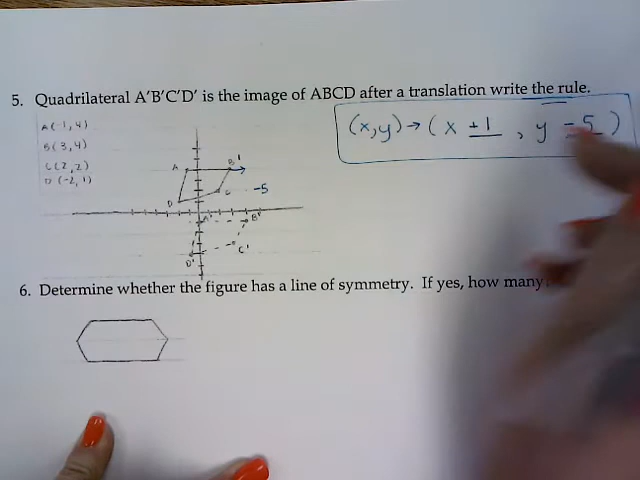 5. Quadrilateral A'B'C'D' is the image of ABCD after a translation write the rule.
A(-1,4)
B(3,4)
C(2,2)
D(-2,1)
(x,y)→(x +1, y -5)
A
B
1
C
-5
D
A'
B'
C'
D'
6. Determine whether the figure has a line of symmetry. If yes, how many